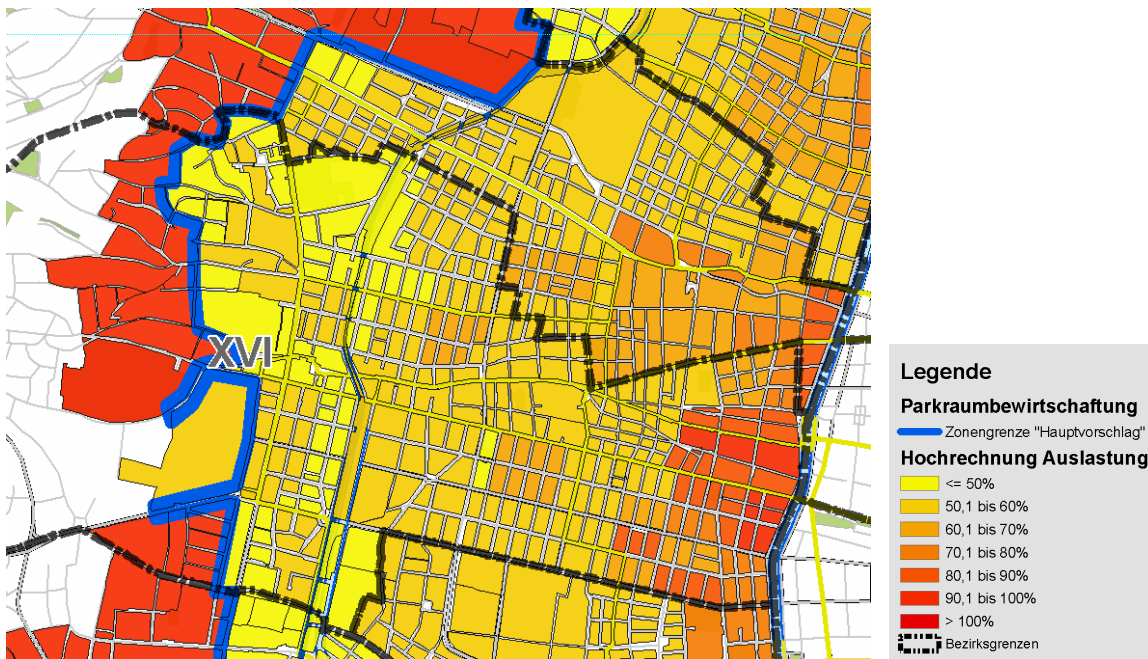 XVI
Legende
Parkraumbewirtschaftung
Zonengrenze "Hauptvorschlag"
Hochrechnung Auslastung
<= 50%
50,1 bis 60%
60,1 bis 70%
70,1 bis 80%
80,1 bis 90%
90,1 bis 100%
> 100%
Bezirksgrenzen